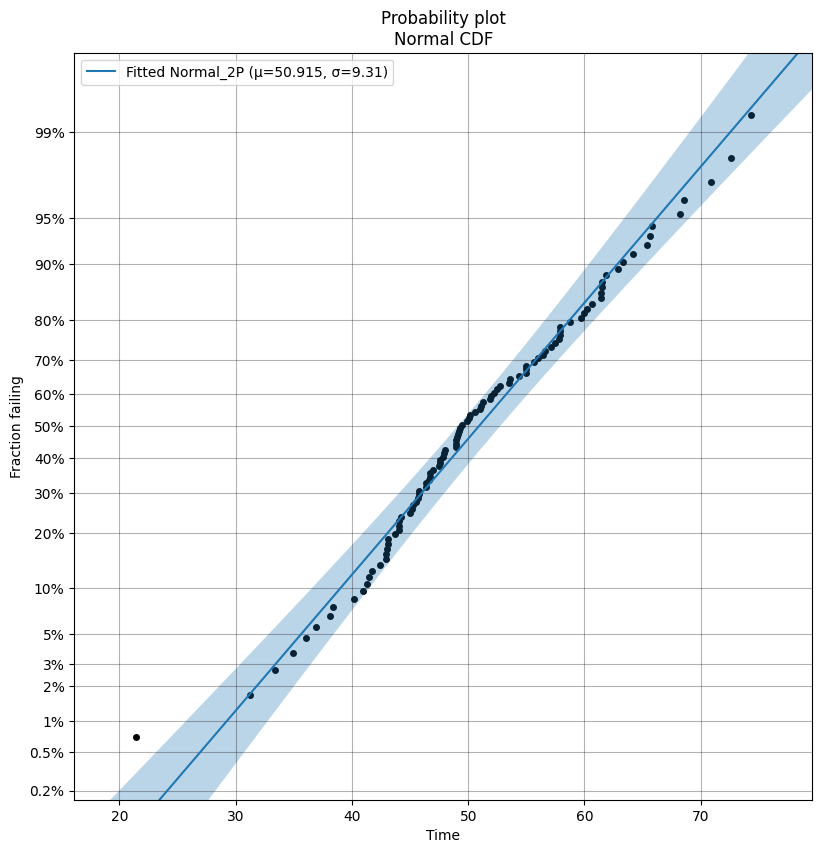 Probability plot
Normal CDF
Fitted Normal_2P (μ=50.915, σ=9.31)
99%
95%
90%
80%
70%
60%
50%
40%
30%
20%
10%
5%
3%
2%
1%
0.5%
0.2%
Fraction failing
20 30 40 50 60 70
Time